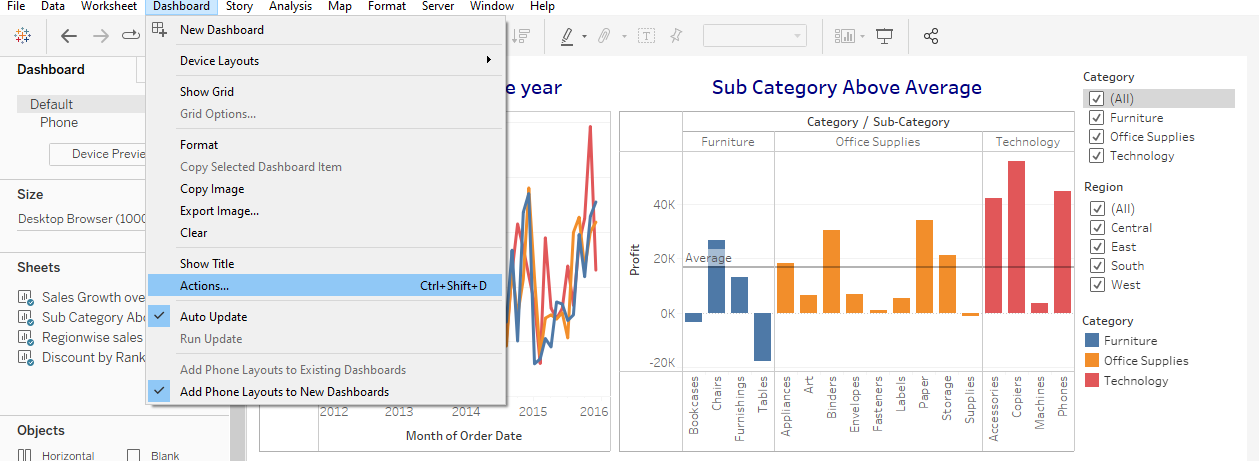 File Data Worksheet Dashboard Story Analysis Map Format Server Window Help
Dashboard
Default
Phone
Device Previe
Size
Desktop Browser (1000
Sheets
Sales Growth ove
Sub Category Abo
Regionwise sales
Discount by Rank
Objects
Horizontal Blank
New Dashboard
Device Layouts
Show Grid
Grid Options...
Format
Copy Selected Dashboard Item
Copy Image
Export Image...
Clear
Show Title
Actions... Ctrl+Shift+D
Auto Update
Run Update
Add Phone Layouts to Existing Dashboards
Add Phone Layouts to New Dashboards
e year
2012 2013 2014 2015 2016
Month of Order Date
Sub Category Above Average
Category / Sub-Category
Furniture Office Supplies Technology
Profit
40K
20K
0K
-20K
Average
Bookcases Chairs Furnishings Tables Appliances Art Binders Envelopes Fasteners Labels Paper Storage Supplies Accessories Copiers Machines Phones
Category
(All)
Furniture
Office Supplies
Technology
Region
(All)
Central
East
South
West
Category
Furniture
Office Supplies
Technology